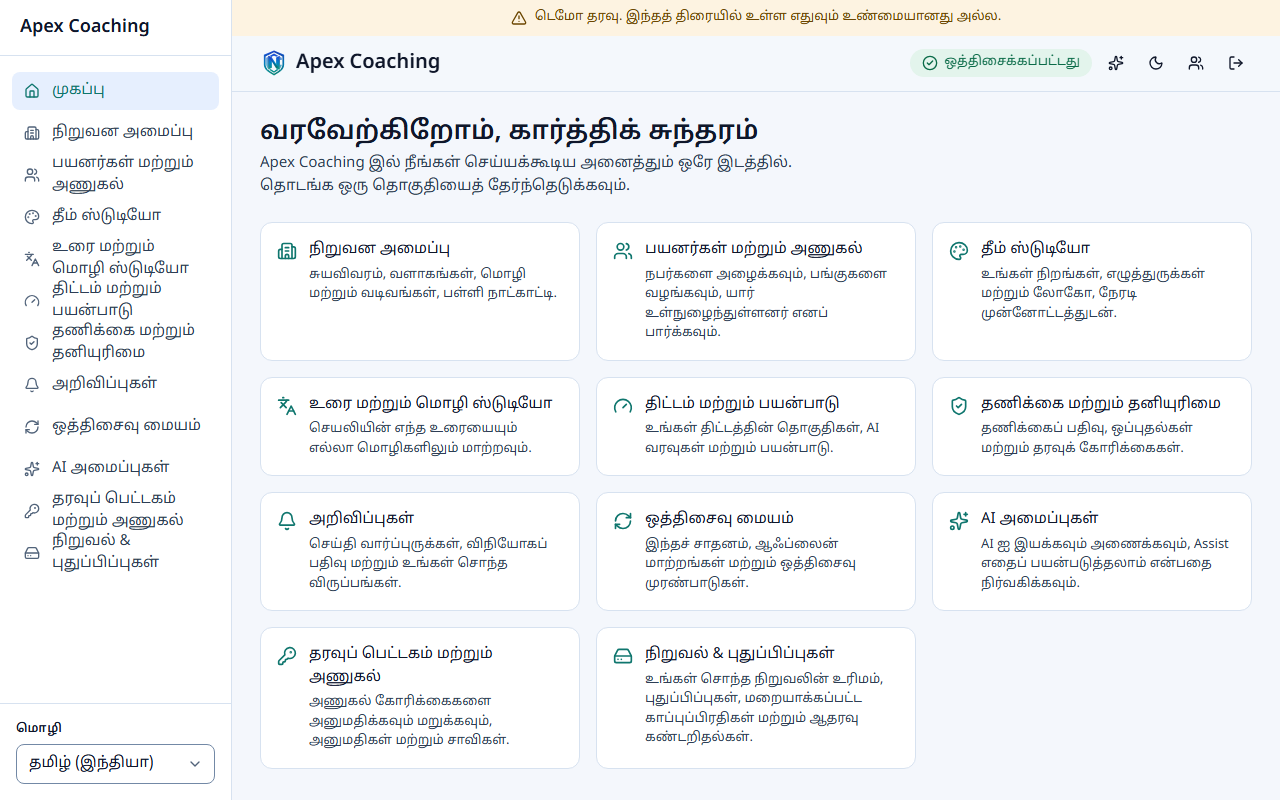 Apex Coaching
முகப்பு
நிறுவன அமைப்பு
பயனர்கள் மற்றும்
அணுகல்
தீம் ஸ்டுடியோ
உரை மற்றும்
மொழி ஸ்டுடியோ
திட்டம் மற்றும்
பயன்பாடு
தணிக்கை மற்றும்
தனியுரிமை
அறிவிப்புகள்
ஒத்திசைவு மையம்
AI அமைப்புகள்
தரவுப் பெட்டகம்
மற்றும் அணுகல்
நிறுவல் &
புதுப்பிப்புகள்
மொழி
தமிழ் (இந்தியா)
டெமோ தரவு. இந்தத் திரையில் உள்ள எதுவும் உண்மையானது அல்ல.
Apex Coaching
ஒத்திசைக்கப்பட்டது
வரவேற்கிறோம், கார்த்திக் சுந்தரம்
Apex Coaching இல் நீங்கள் செய்யக்கூடிய அனைத்தும் ஒரே இடத்தில்.
தொடங்க ஒரு தொகுதியைத் தேர்ந்தெடுக்கவும்.
நிறுவன அமைப்பு
சுயவிவரம், வளாகங்கள், மொழி
மற்றும் வடிவங்கள், பள்ளி நாட்காட்டி.
பயனர்கள் மற்றும் அணுகல்
நபர்களை அழைக்கவும், பங்குகளை
வழங்கவும், யார்
உள்நுழைந்துள்ளனர் எனப்
பார்க்கவும்.
தீம் ஸ்டுடியோ
உங்கள் நிறங்கள், எழுத்துருக்கள்
மற்றும் லோகோ, நேரடி
முன்னோட்டத்துடன்.
உரை மற்றும் மொழி ஸ்டுடியோ
செயலியின் எந்த உரையையும்
எல்லா மொழிகளிலும் மாற்றவும்.
திட்டம் மற்றும் பயன்பாடு
உங்கள் திட்டத்தின் தொகுதிகள், AI
வரவுகள் மற்றும் பயன்பாடு.
தணிக்கை மற்றும் தனியுரிமை
தணிக்கைப் பதிவு, ஒப்புதல்கள்
மற்றும் தரவுக் கோரிக்கைகள்.
அறிவிப்புகள்
செய்தி வார்ப்புருக்கள், விநியோகப்
பதிவு மற்றும் உங்கள் சொந்த
விருப்பங்கள்.
ஒத்திசைவு மையம்
இந்தச் சாதனம், ஆஃப்லைன்
மாற்றங்கள் மற்றும் ஒத்திசைவு
முரண்பாடுகள்.
AI அமைப்புகள்
AI ஐ இயக்கவும் அணைக்கவும், Assist
எதைப் பயன்படுத்தலாம் என்பதை
நிர்வகிக்கவும்.
தரவுப் பெட்டகம் மற்றும்
அணுகல்
அணுகல் கோரிக்கைகளை
அனுமதிக்கவும் மறுக்கவும்,
அனுமதிகள் மற்றும் சாவிகள்.
நிறுவல் & புதுப்பிப்புகள்
உங்கள் சொந்த நிறுவலின் உரிமம்,
புதுப்பிப்புகள், மறையாக்கப்பட்ட
காப்புப்பிரதிகள் மற்றும் ஆதரவு
கண்டறிதல்கள்.